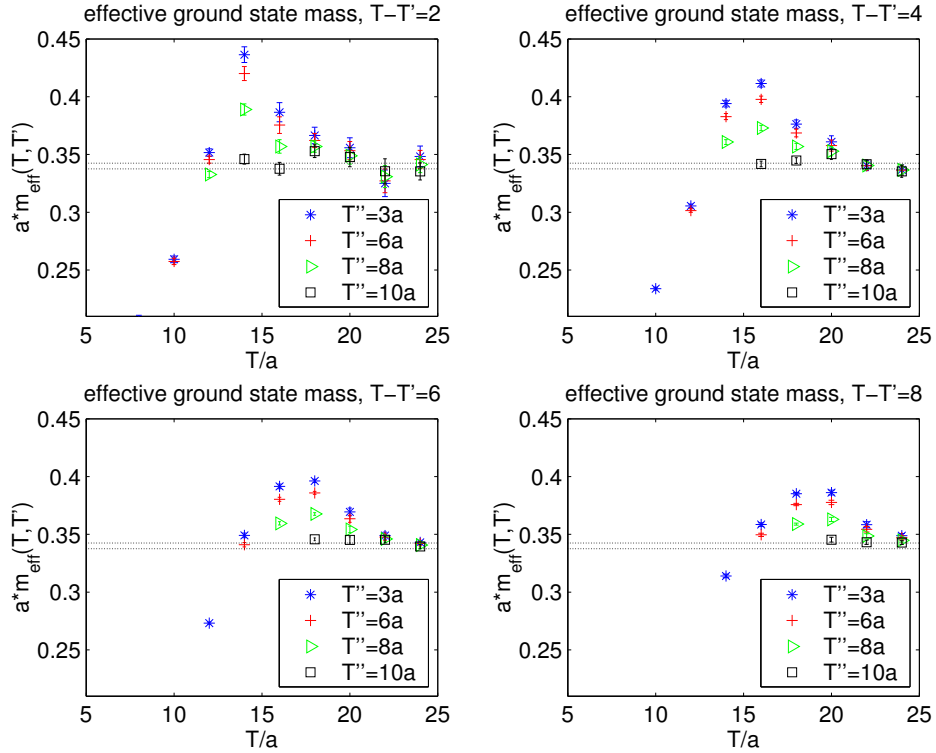 effective ground state mass, T−T'=2
0.45
0.4
0.35
0.3
0.25
a*m_eff(T,T')
T''=3a
T''=6a
T''=8a
T''=10a
5 10 15 20 25
T/a
effective ground state mass, T−T'=4
0.45
0.4
0.35
0.3
0.25
a*m_eff(T,T')
T''=3a
T''=6a
T''=8a
T''=10a
5 10 15 20 25
T/a
effective ground state mass, T−T'=6
0.45
0.4
0.35
0.3
0.25
a*m_eff(T,T')
T''=3a
T''=6a
T''=8a
T''=10a
5 10 15 20 25
T/a
effective ground state mass, T−T'=8
0.45
0.4
0.35
0.3
0.25
a*m_eff(T,T')
T''=3a
T''=6a
T''=8a
T''=10a
5 10 15 20 25
T/a